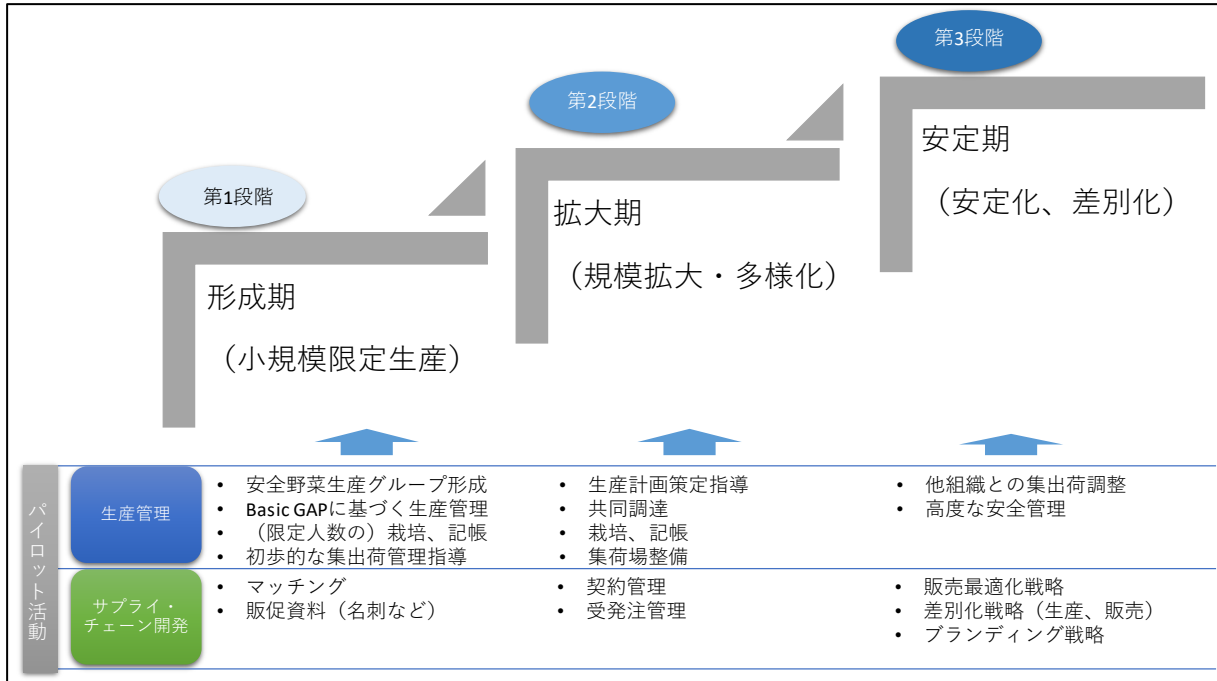 第3段階
第2段階
第1段階
安定期
（安定化、差別化）
拡大期
（規模拡大・多様化）
形成期
（小規模限定生産）
パイロット活動
生産管理
• 安全野菜生産グループ形成
• Basic GAPに基づく生産管理
• （限定人数の）栽培、記帳
• 初歩的な集出荷管理指導
• 生産計画策定指導
• 共同調達
• 栽培、記帳
• 集荷場整備
• 他組織との集出荷調整
• 高度な安全管理
サプライ・
チェーン開発
• マッチング
• 販促資料（名刺など）
• 契約管理
• 受発注管理
• 販売最適化戦略
• 差別化戦略（生産、販売）
• ブランディング戦略